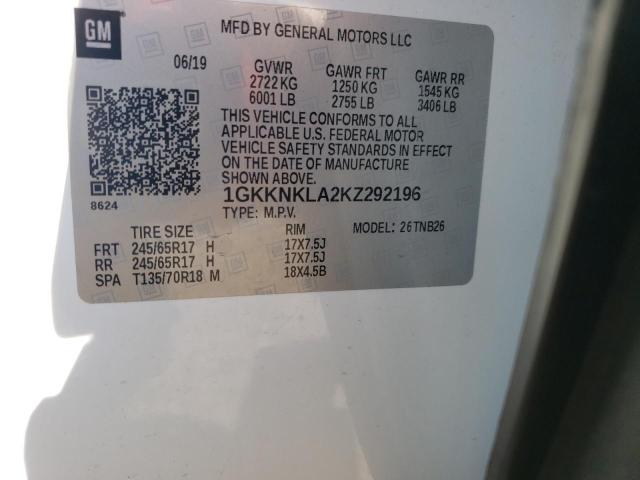 GM
MFD BY GENERAL MOTORS LLC
06/19 GVWR GAWR FRT GAWR RR
2722 KG 1250 KG 1545 KG
6001 LB 2755 LB 3406 LB
THIS VEHICLE CONFORMS TO ALL
APPLICABLE U.S. FEDERAL MOTOR
VEHICLE SAFETY STANDARDS IN EFFECT
ON THE DATE OF MANUFACTURE
SHOWN ABOVE.
8624
1GKKNKLA2KZ292196
TYPE: M.P.V. MODEL: 26TNB26
TIRE SIZE RIM
FRT 245/65R17 H 17X7.5J
RR 245/65R17 H 17X7.5J
SPA T135/70R18 M 18X4.5B